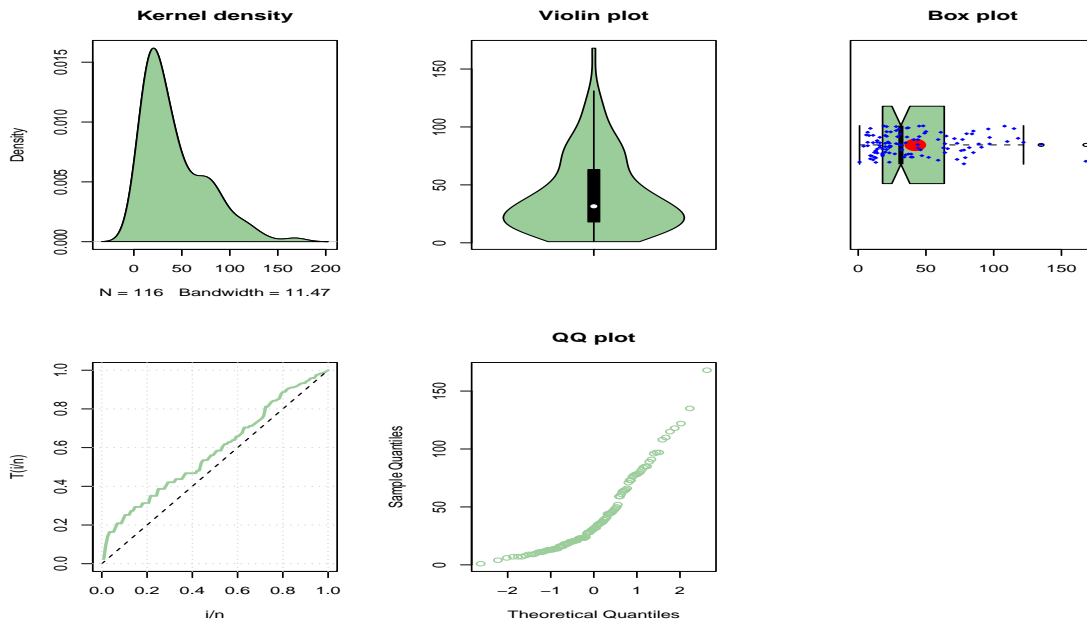 Kernel density
Density
0.000 0.005 0.010 0.015
0 50 100 150 200
N = 116 Bandwidth = 11.47
Violin plot
0 50 100 150
Box plot
0 50 100 150
T(i/n)
0.0 0.2 0.4 0.6 0.8 1.0
0.0 0.2 0.4 0.6 0.8 1.0
i/n
QQ plot
Sample Quantiles
0 50 100 150
−2 −1 0 1 2
Theoretical Quantiles